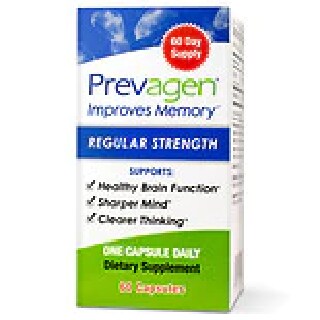 60 Day
Supply
Prevagen®
Improves Memory*
REGULAR STRENGTH
SUPPORTS:
✓ Healthy Brain Function*
✓ Sharper Mind*
✓ Clearer Thinking*
ONE CAPSULE DAILY
Dietary Supplement
60 Capsules